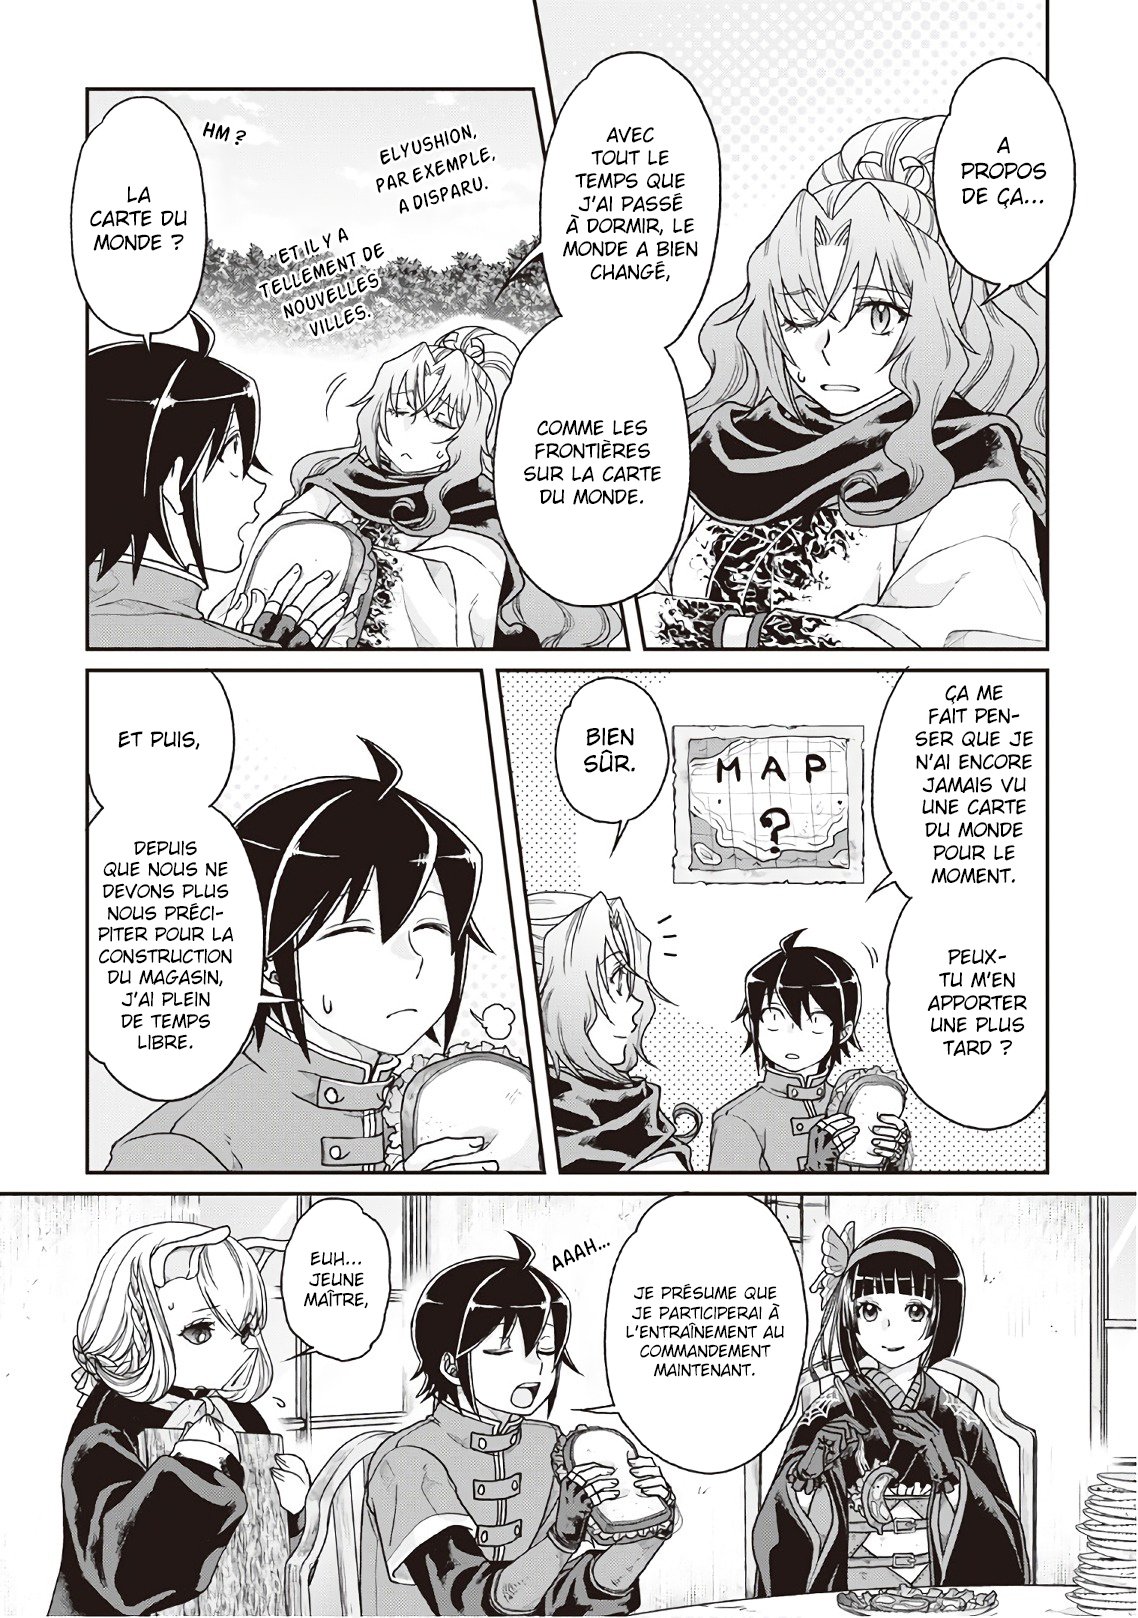 A
PROPOS
DE ÇA...
AVEC
TOUT LE
TEMPS QUE
J'AI PASSÉ
À DORMIR, LE
MONDE A BIEN
CHANGÉ,
COMME LES
FRONTIÈRES
SUR LA CARTE
DU MONDE.
ELYUSHION,
PAR EXEMPLE,
A DISPARU.
ET IL Y A
TELLEMENT DE
NOUVELLES
VILLES.
HM ?
LA
CARTE DU
MONDE ?
ÇA ME
FAIT PEN-
SER QUE JE
N'AI ENCORE
JAMAIS VU
UNE CARTE
DU MONDE
POUR LE
MOMENT.
PEUX-
TU M'EN
APPORTER
UNE PLUS
TARD ?
MAP
?
BIEN
SÛR.
ET PUIS,
DEPUIS
QUE NOUS NE
DEVONS PLUS
NOUS PRÉCI-
PITER POUR LA
CONSTRUCTION
DU MAGASIN,
J'AI PLEIN
DE TEMPS
LIBRE.
JE PRÉSUME QUE
JE PARTICIPERAI À
L'ENTRAÎNEMENT AU
COMMANDEMENT
MAINTENANT.
AAAH...
EUH...
JEUNE
MAÎTRE,